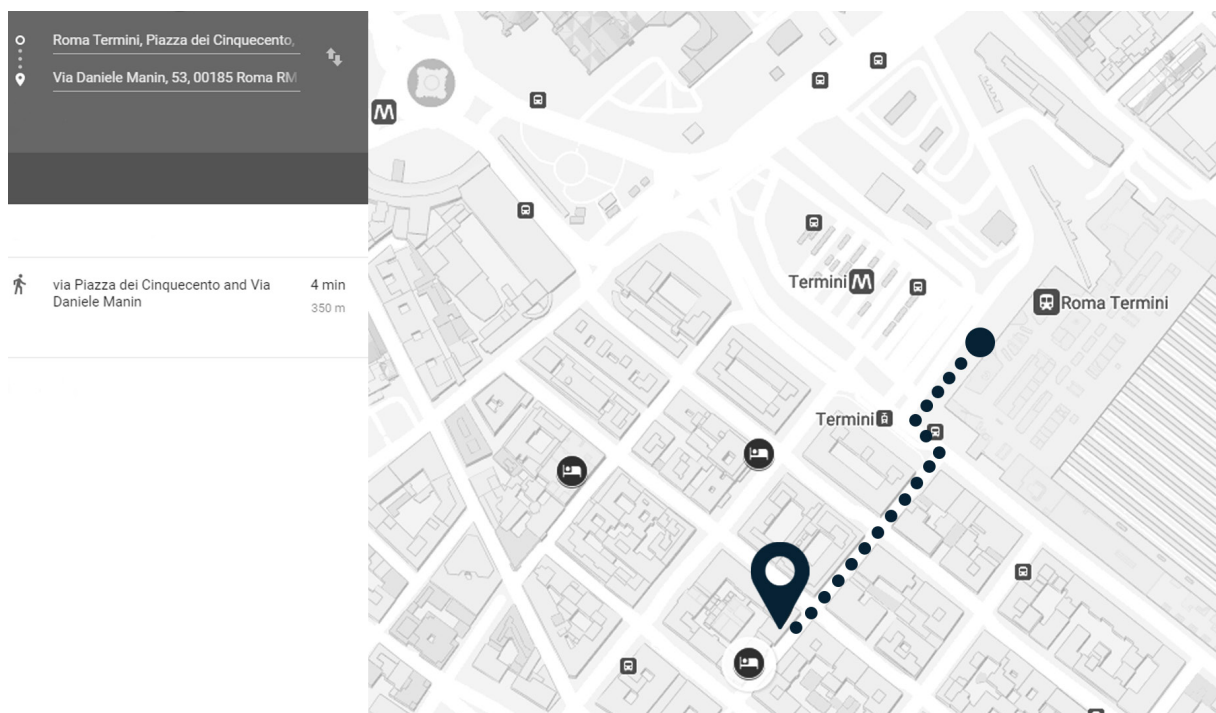 Roma Termini, Piazza dei Cinquecento,
Via Daniele Manin, 53, 00185 Roma RM
via Piazza dei Cinquecento and Via
Daniele Manin
4 min
350 m
M
Termini M
Roma Termini
Termini